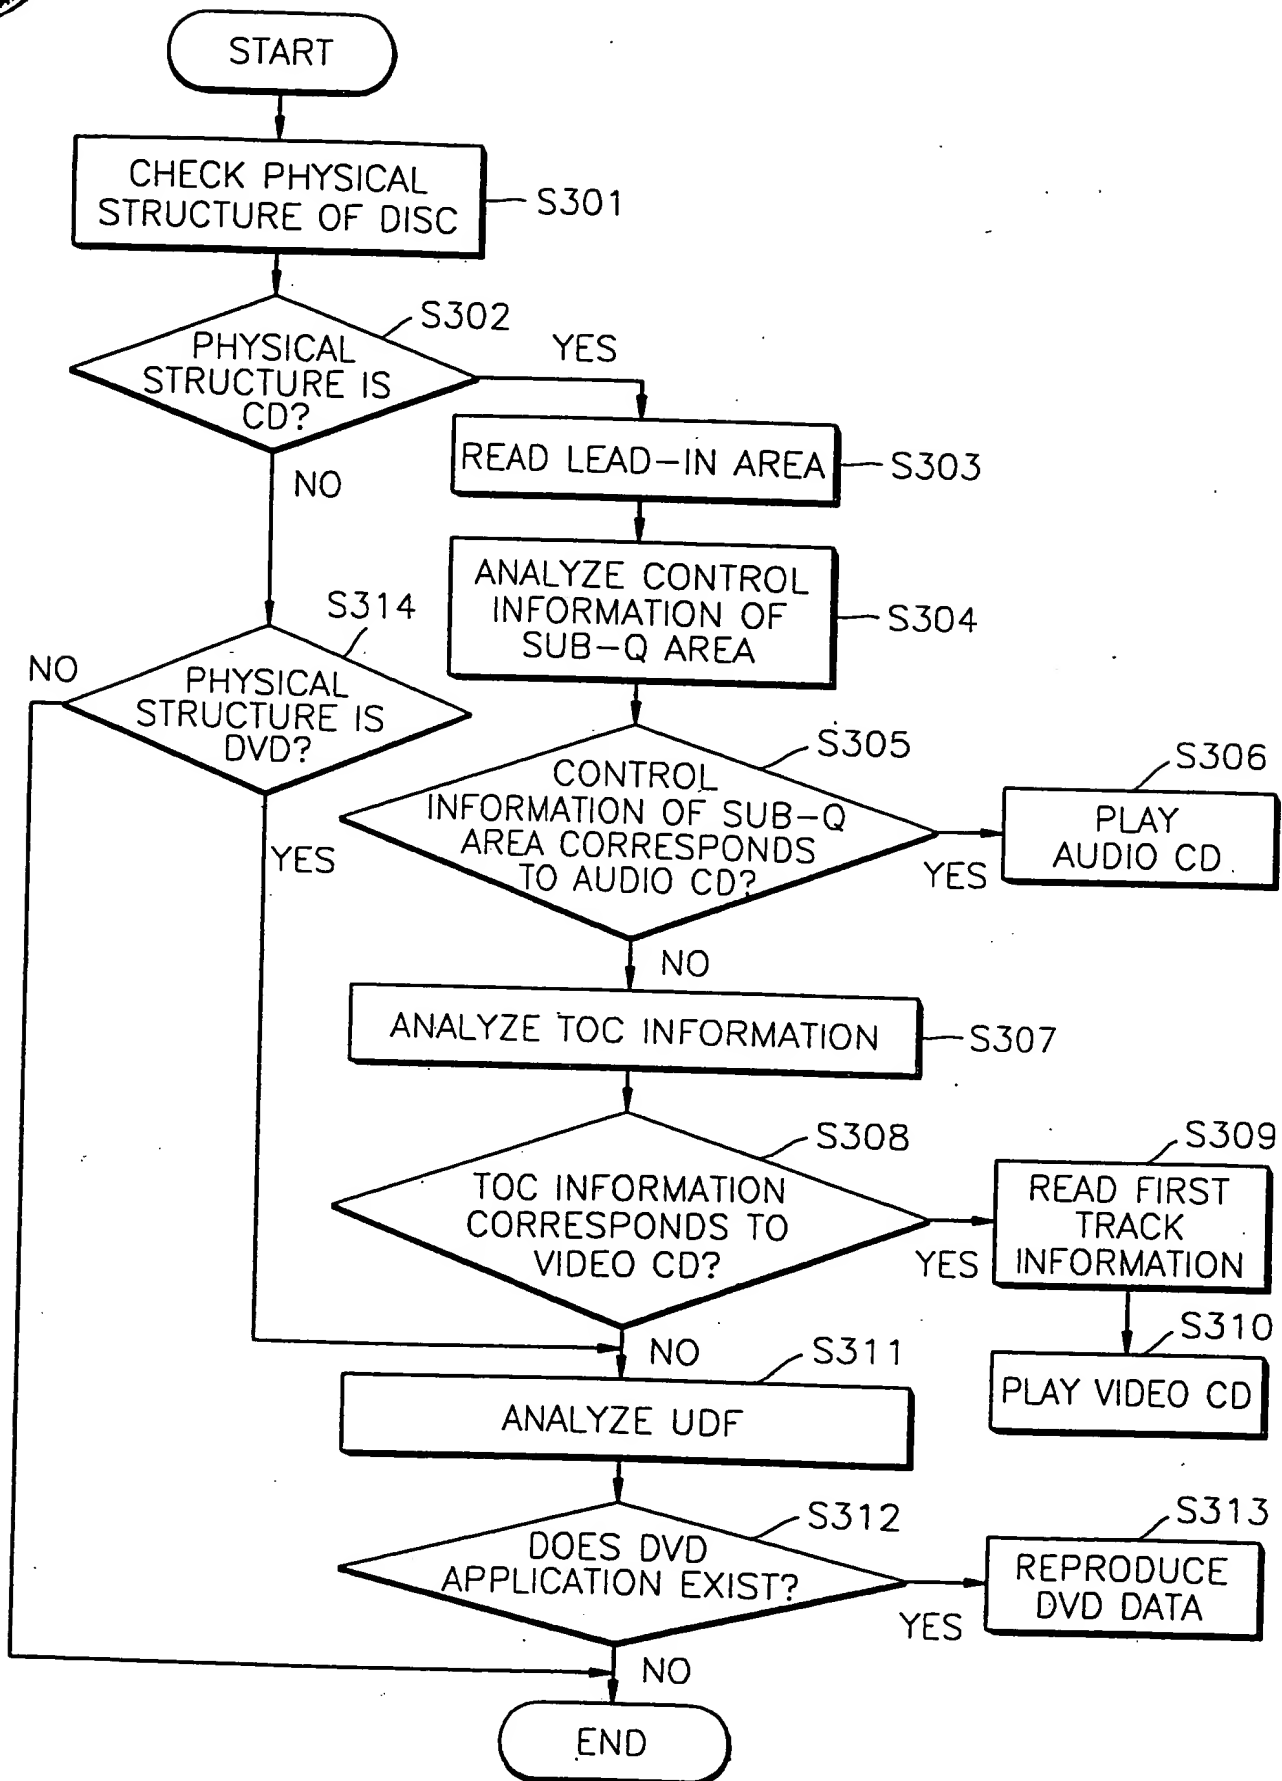 START
CHECK PHYSICAL
STRUCTURE OF DISC
S301
S302
PHYSICAL
STRUCTURE IS
CD?
YES
NO
READ LEAD-IN AREA
S303
ANALYZE CONTROL
INFORMATION OF
SUB-Q AREA
S304
S314
NO
PHYSICAL
STRUCTURE IS
DVD?
YES
S305
CONTROL
INFORMATION OF SUB-Q
AREA CORRESPONDS
TO AUDIO CD?
YES
NO
S306
PLAY
AUDIO CD
ANALYZE TOC INFORMATION
S307
S308
TOC INFORMATION
CORRESPONDS TO
VIDEO CD?
YES
NO
S309
READ FIRST
TRACK
INFORMATION
S310
PLAY VIDEO CD
S311
ANALYZE UDF
S312
DOES DVD
APPLICATION EXIST?
YES
NO
S313
REPRODUCE
DVD DATA
END